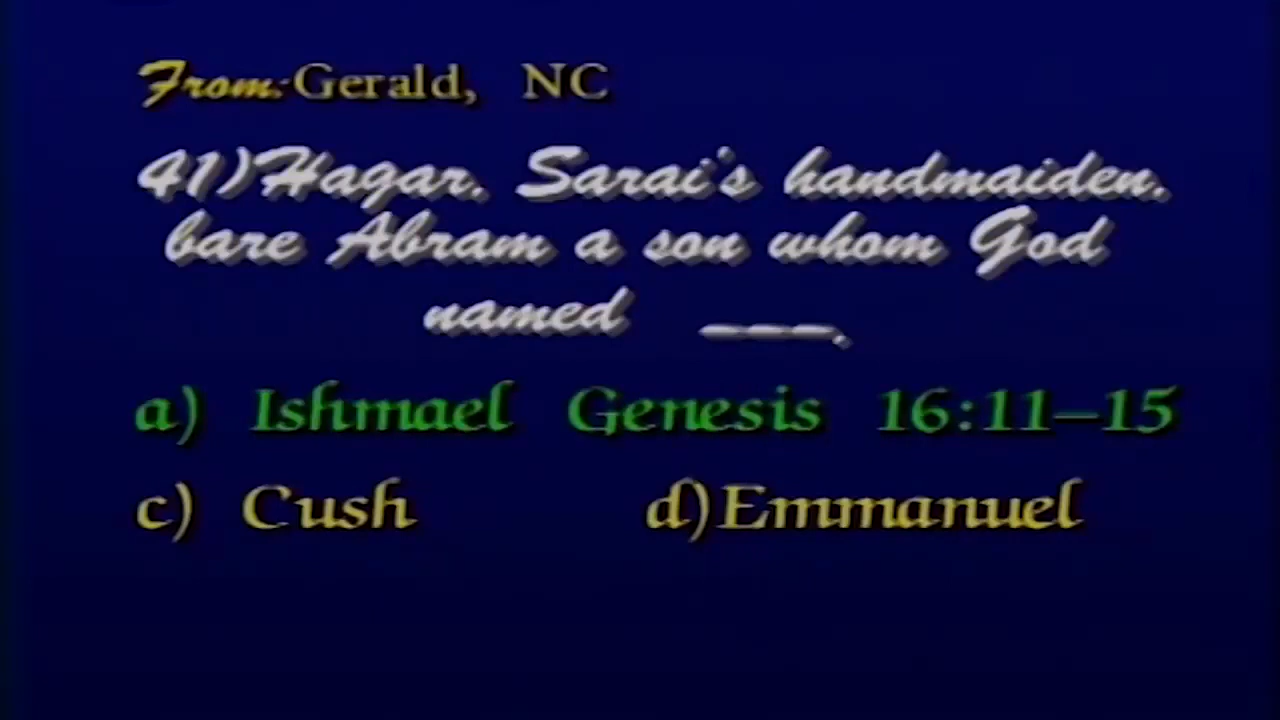 From: Gerald, NC
41) Hagar, Sarai's handmaiden,
bare Abram a son whom God
named ___.
a) Ishmael Genesis 16:11–15
c) Cush d) Emmanuel